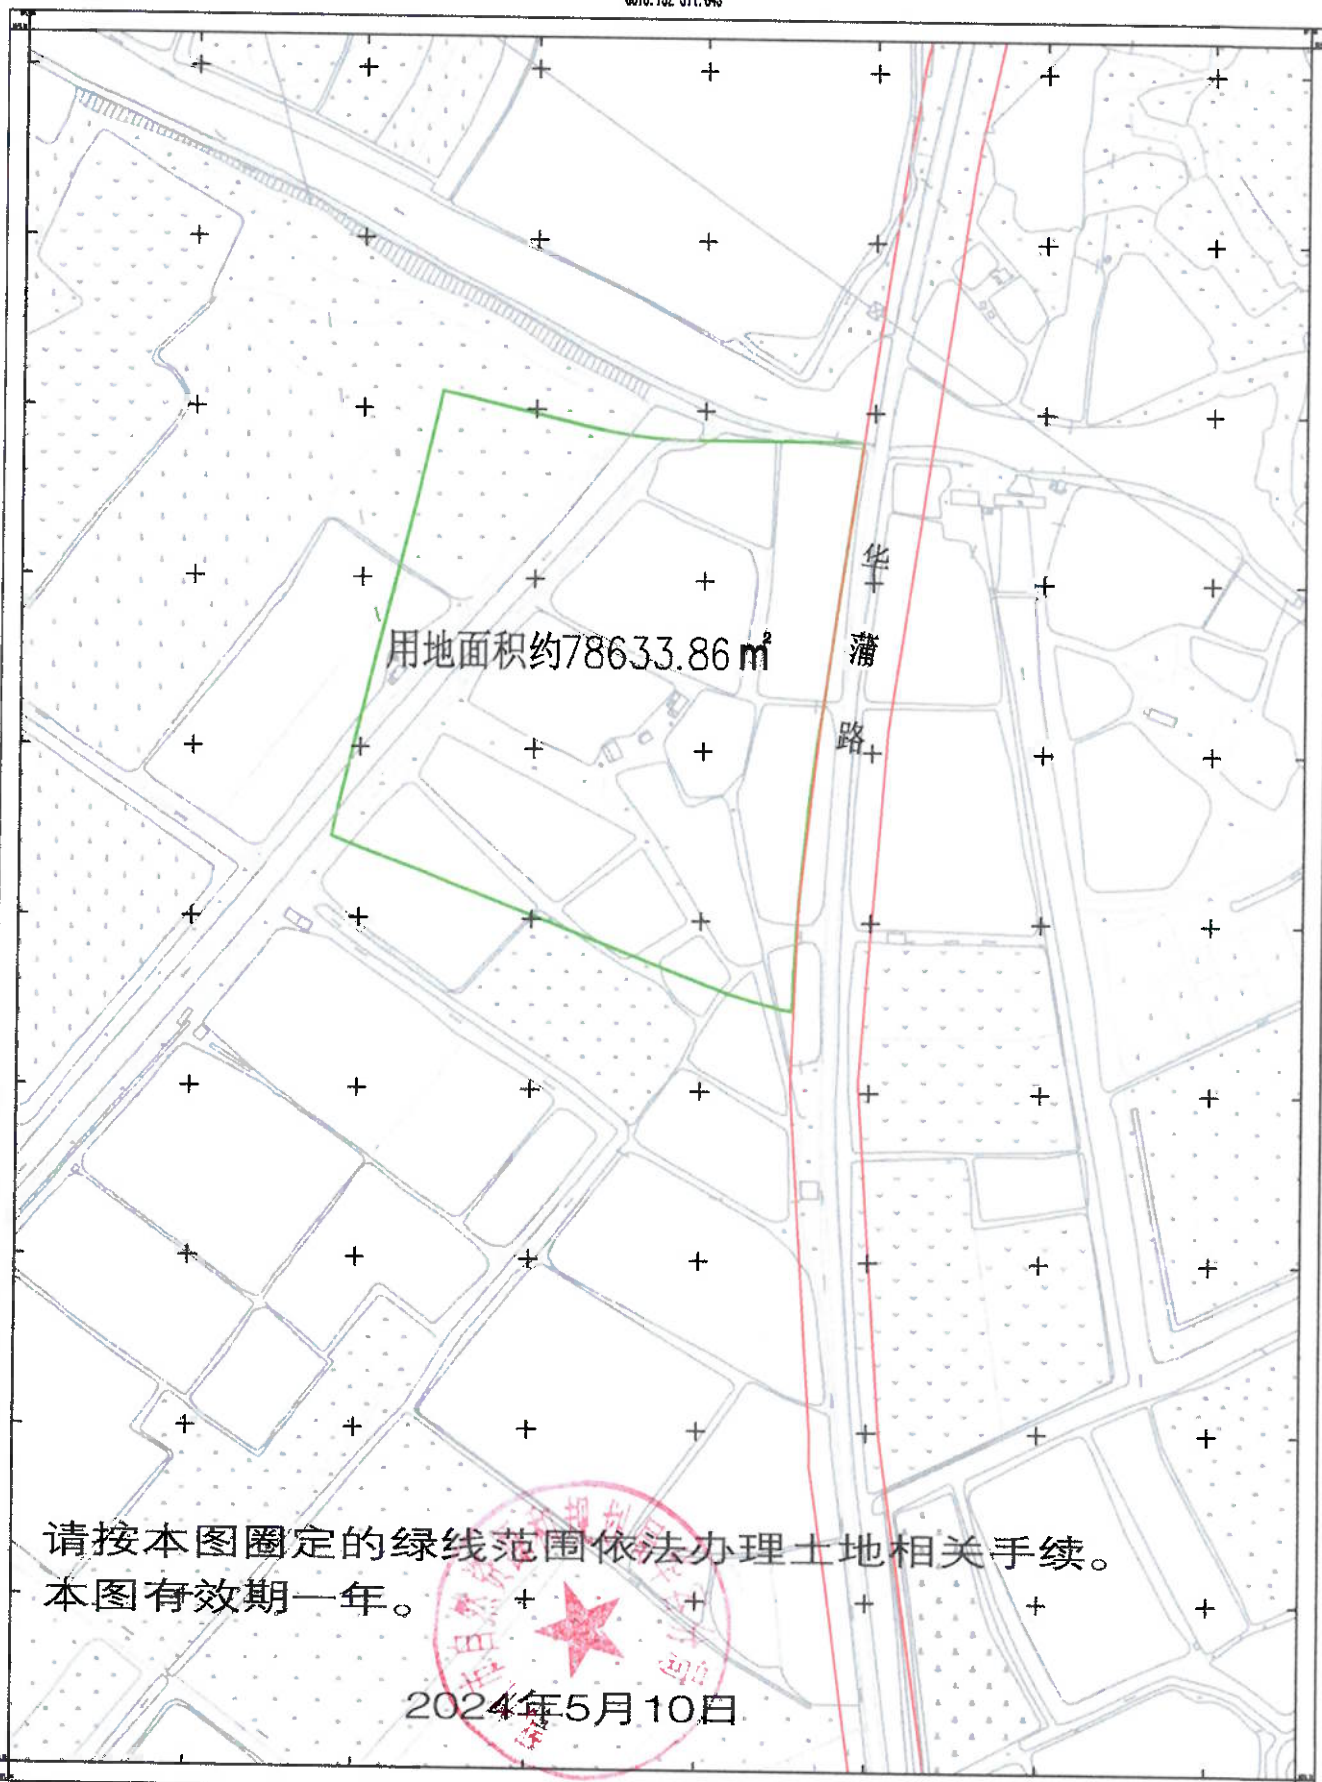 华
用地面积约78633.86㎡
蒲
路
请按本图圈定的绿线范围依法办理土地相关手续。
本图有效期一年。
2024年5月10日